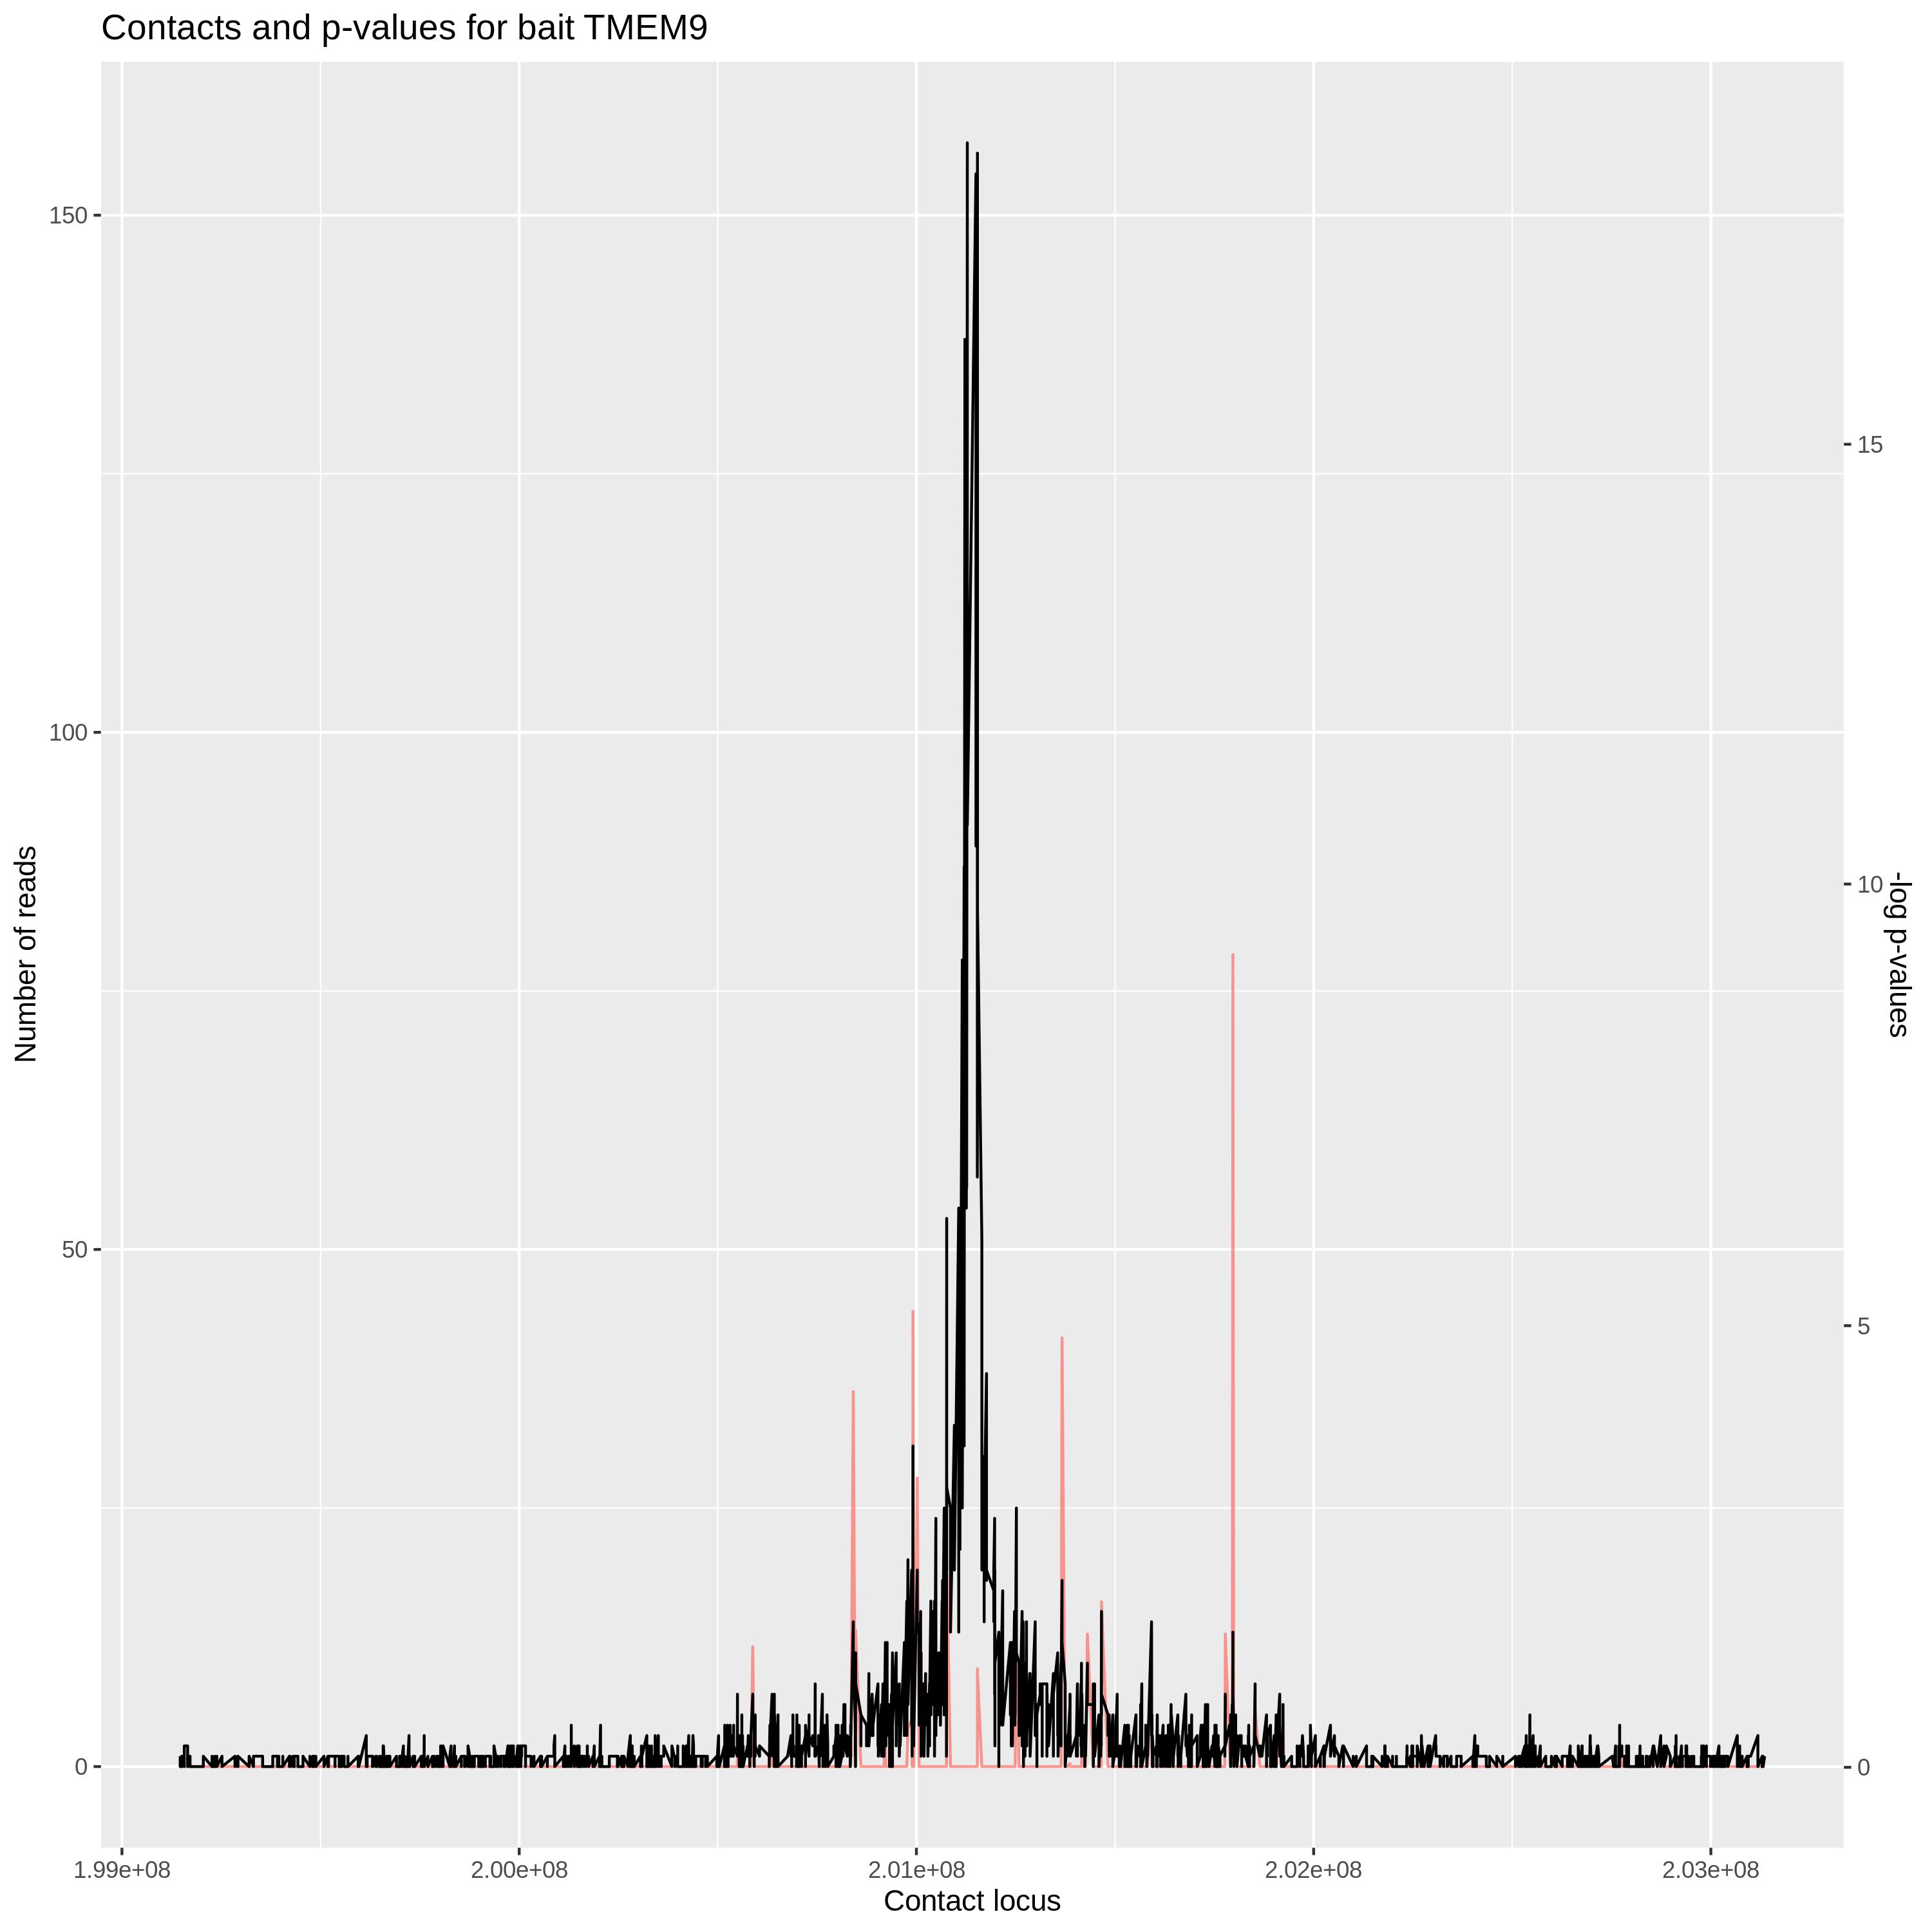 Contacts and p-values for bait TMEM9
150
100
50
0
Number of reads
15
10
5
0
-log p-values
1.99e+08
2.00e+08
2.01e+08
2.02e+08
2.03e+08
Contact locus